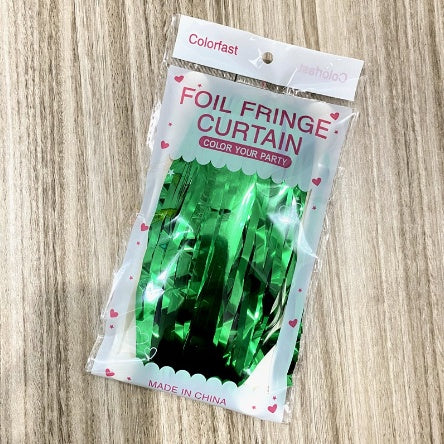 Colorfast
Colorfast
FOIL FRINGE
CURTAIN
COLOR YOUR PARTY
MADE IN CHINA